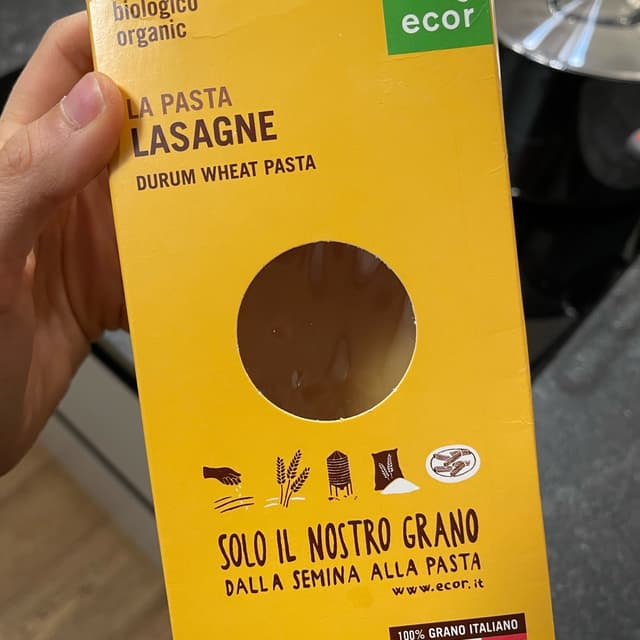 biologico
organic
ecor
LA PASTA
LASAGNE
DURUM WHEAT PASTA
SOLO IL NOSTRO GRANO
DALLA SEMINA ALLA PASTA
www.ecor.it
100% GRANO ITALIANO